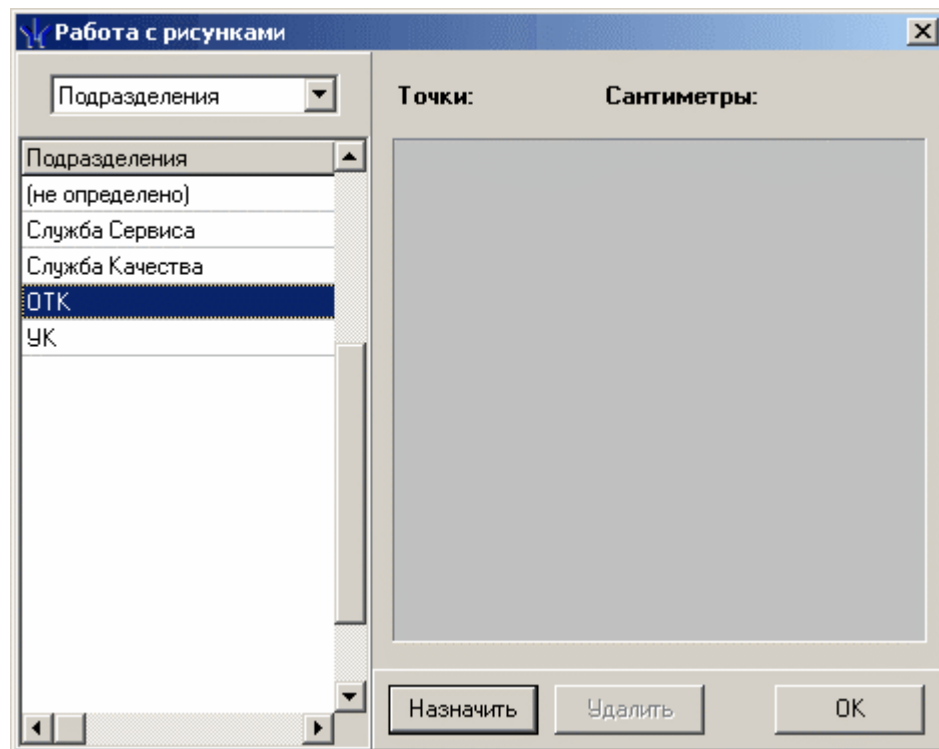 Работа с рисунками
Подразделения
Точки: Сантиметры:
Подразделения
(не определено)
Служба Сервиса
Служба Качества
ОТК
УК
Назначить Удалить OK